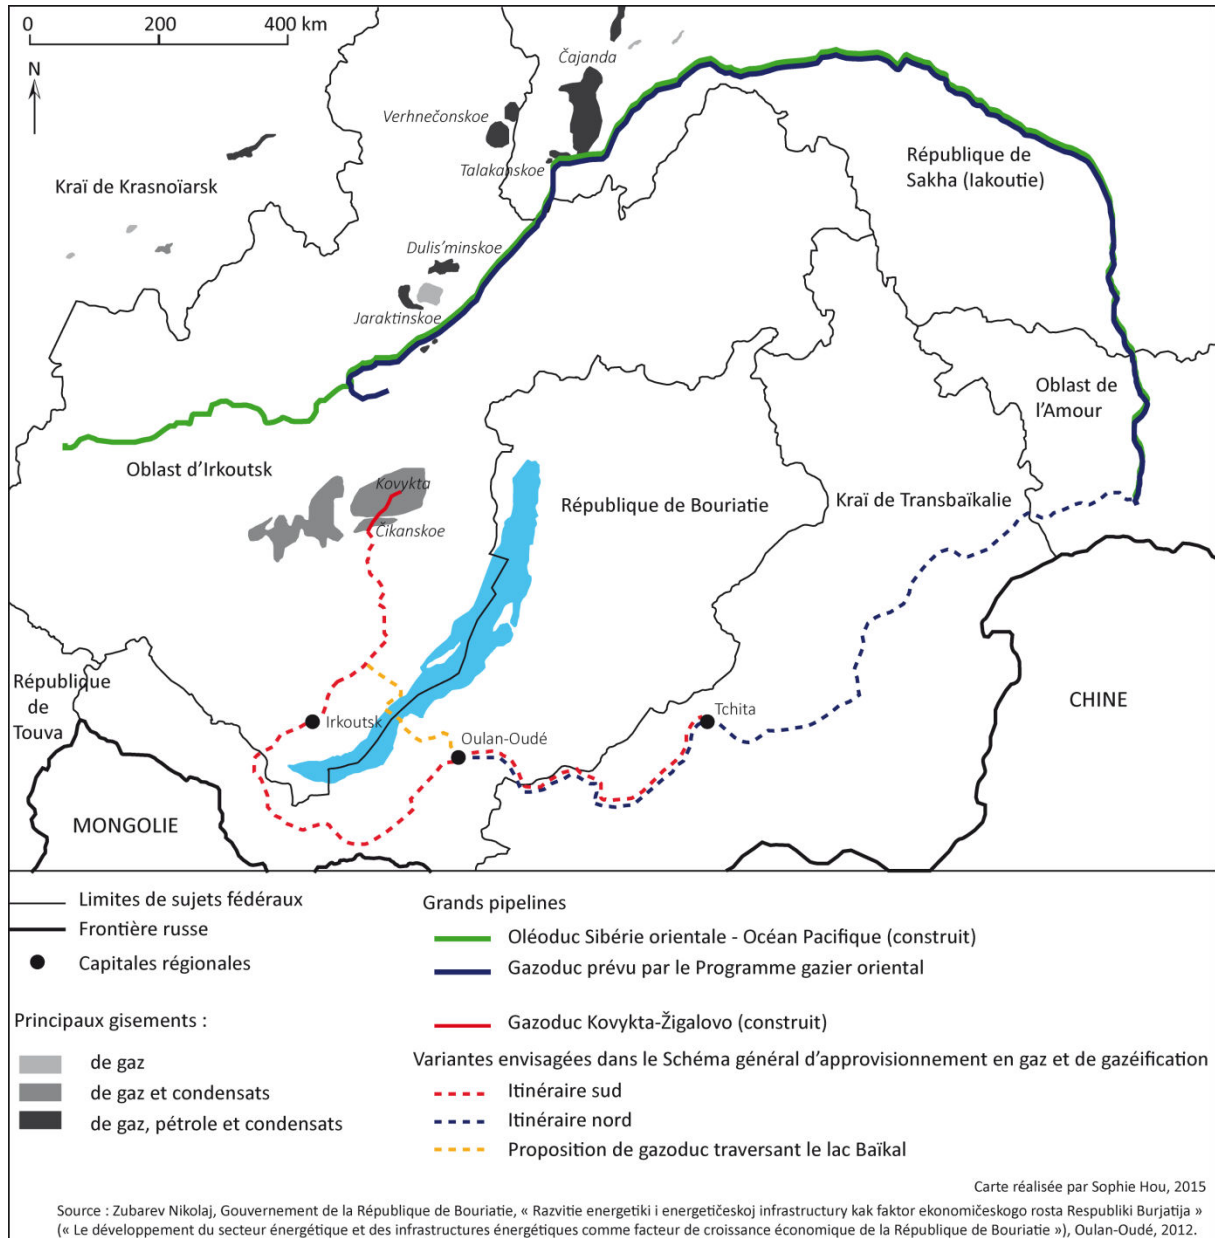 0 200 400 km
N
Čajanda
Verhnečonskoe
Talakanskoe
République de
Sakha (Iakoutie)
Kraï de Krasnoïarsk
Dulis’minskoe
Jaraktinskoe
Oblast de
l’Amour
Oblast d’Irkoutsk
Kovykta
Čikanskoe
République de Bouriatie
Kraï de Transbaïkalie
République
de
Touva
CHINE
Irkoutsk
Tchita
Oulan-Oudé
MONGOLIE
Limites de sujets fédéraux
Frontière russe
Capitales régionales
Principaux gisements :
de gaz
de gaz et condensats
de gaz, pétrole et condensats
Grands pipelines
Oléoduc Sibérie orientale - Océan Pacifique (construit)
Gazoduc prévu par le Programme gazier oriental
Gazoduc Kovykta-Žigalovo (construit)
Variantes envisagées dans le Schéma général d’approvisionnement en gaz et de gazéification
Itinéraire sud
Itinéraire nord
Proposition de gazoduc traversant le lac Baïkal
Carte réalisée par Sophie Hou, 2015
Source : Zubarev Nikolaj, Gouvernement de la République de Bouriatie, « Razvitie energetiki i energetičeskoj infrastructury kak faktor ekonomičeskogo rosta Respubliki Burjatija »
(« Le développement du secteur énergétique et des infrastructures énergétiques comme facteur de croissance économique de la République de Bouriatie »), Oulan-Oudé, 2012.